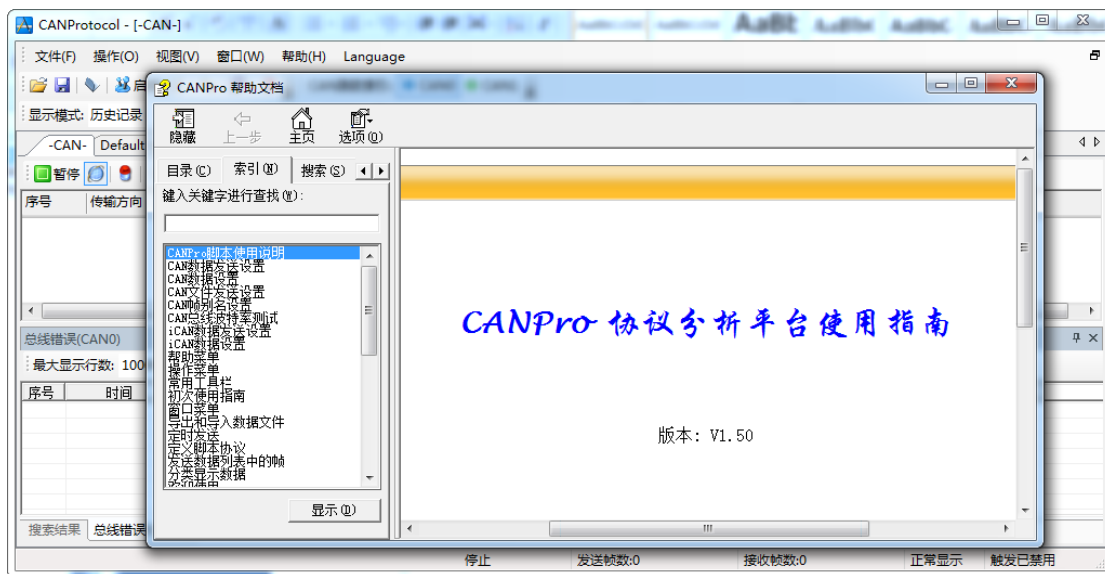 CANProtocol - [-CAN-]
文件(F) 操作(O) 视图(V) 窗口(W) 帮助(H) Language
启
显示模式: 历史记录
-CAN- Default
暂停
序号 传输方向
总线错误(CAN0)
最大显示行数: 100
序号 时间
搜索结果 总线错误
CANPro 帮助文档
隐藏 上一步 主页 选项(O)
目录(C) 索引(N) 搜索(S)
键入关键字进行查找(W):
CANPro脚本使用说明
CAN数据发送设置
CAN数据设置
CAN文件发送设置
CAN帧别名设置
CAN总线波特率测试
iCAN数据发送设置
iCAN数据设置
帮助菜单
操作菜单
常用工具栏
初次使用指南
窗口菜单
导出和导入数据文件
定时发送
定义脚本协议
发送数据列表中的帧
分类显示数据
欢迎使用
显示(D)
CANPro 协议分析平台使用指南
版本: V1.50
停止 发送帧数:0 接收帧数:0 正常显示 触发已禁用